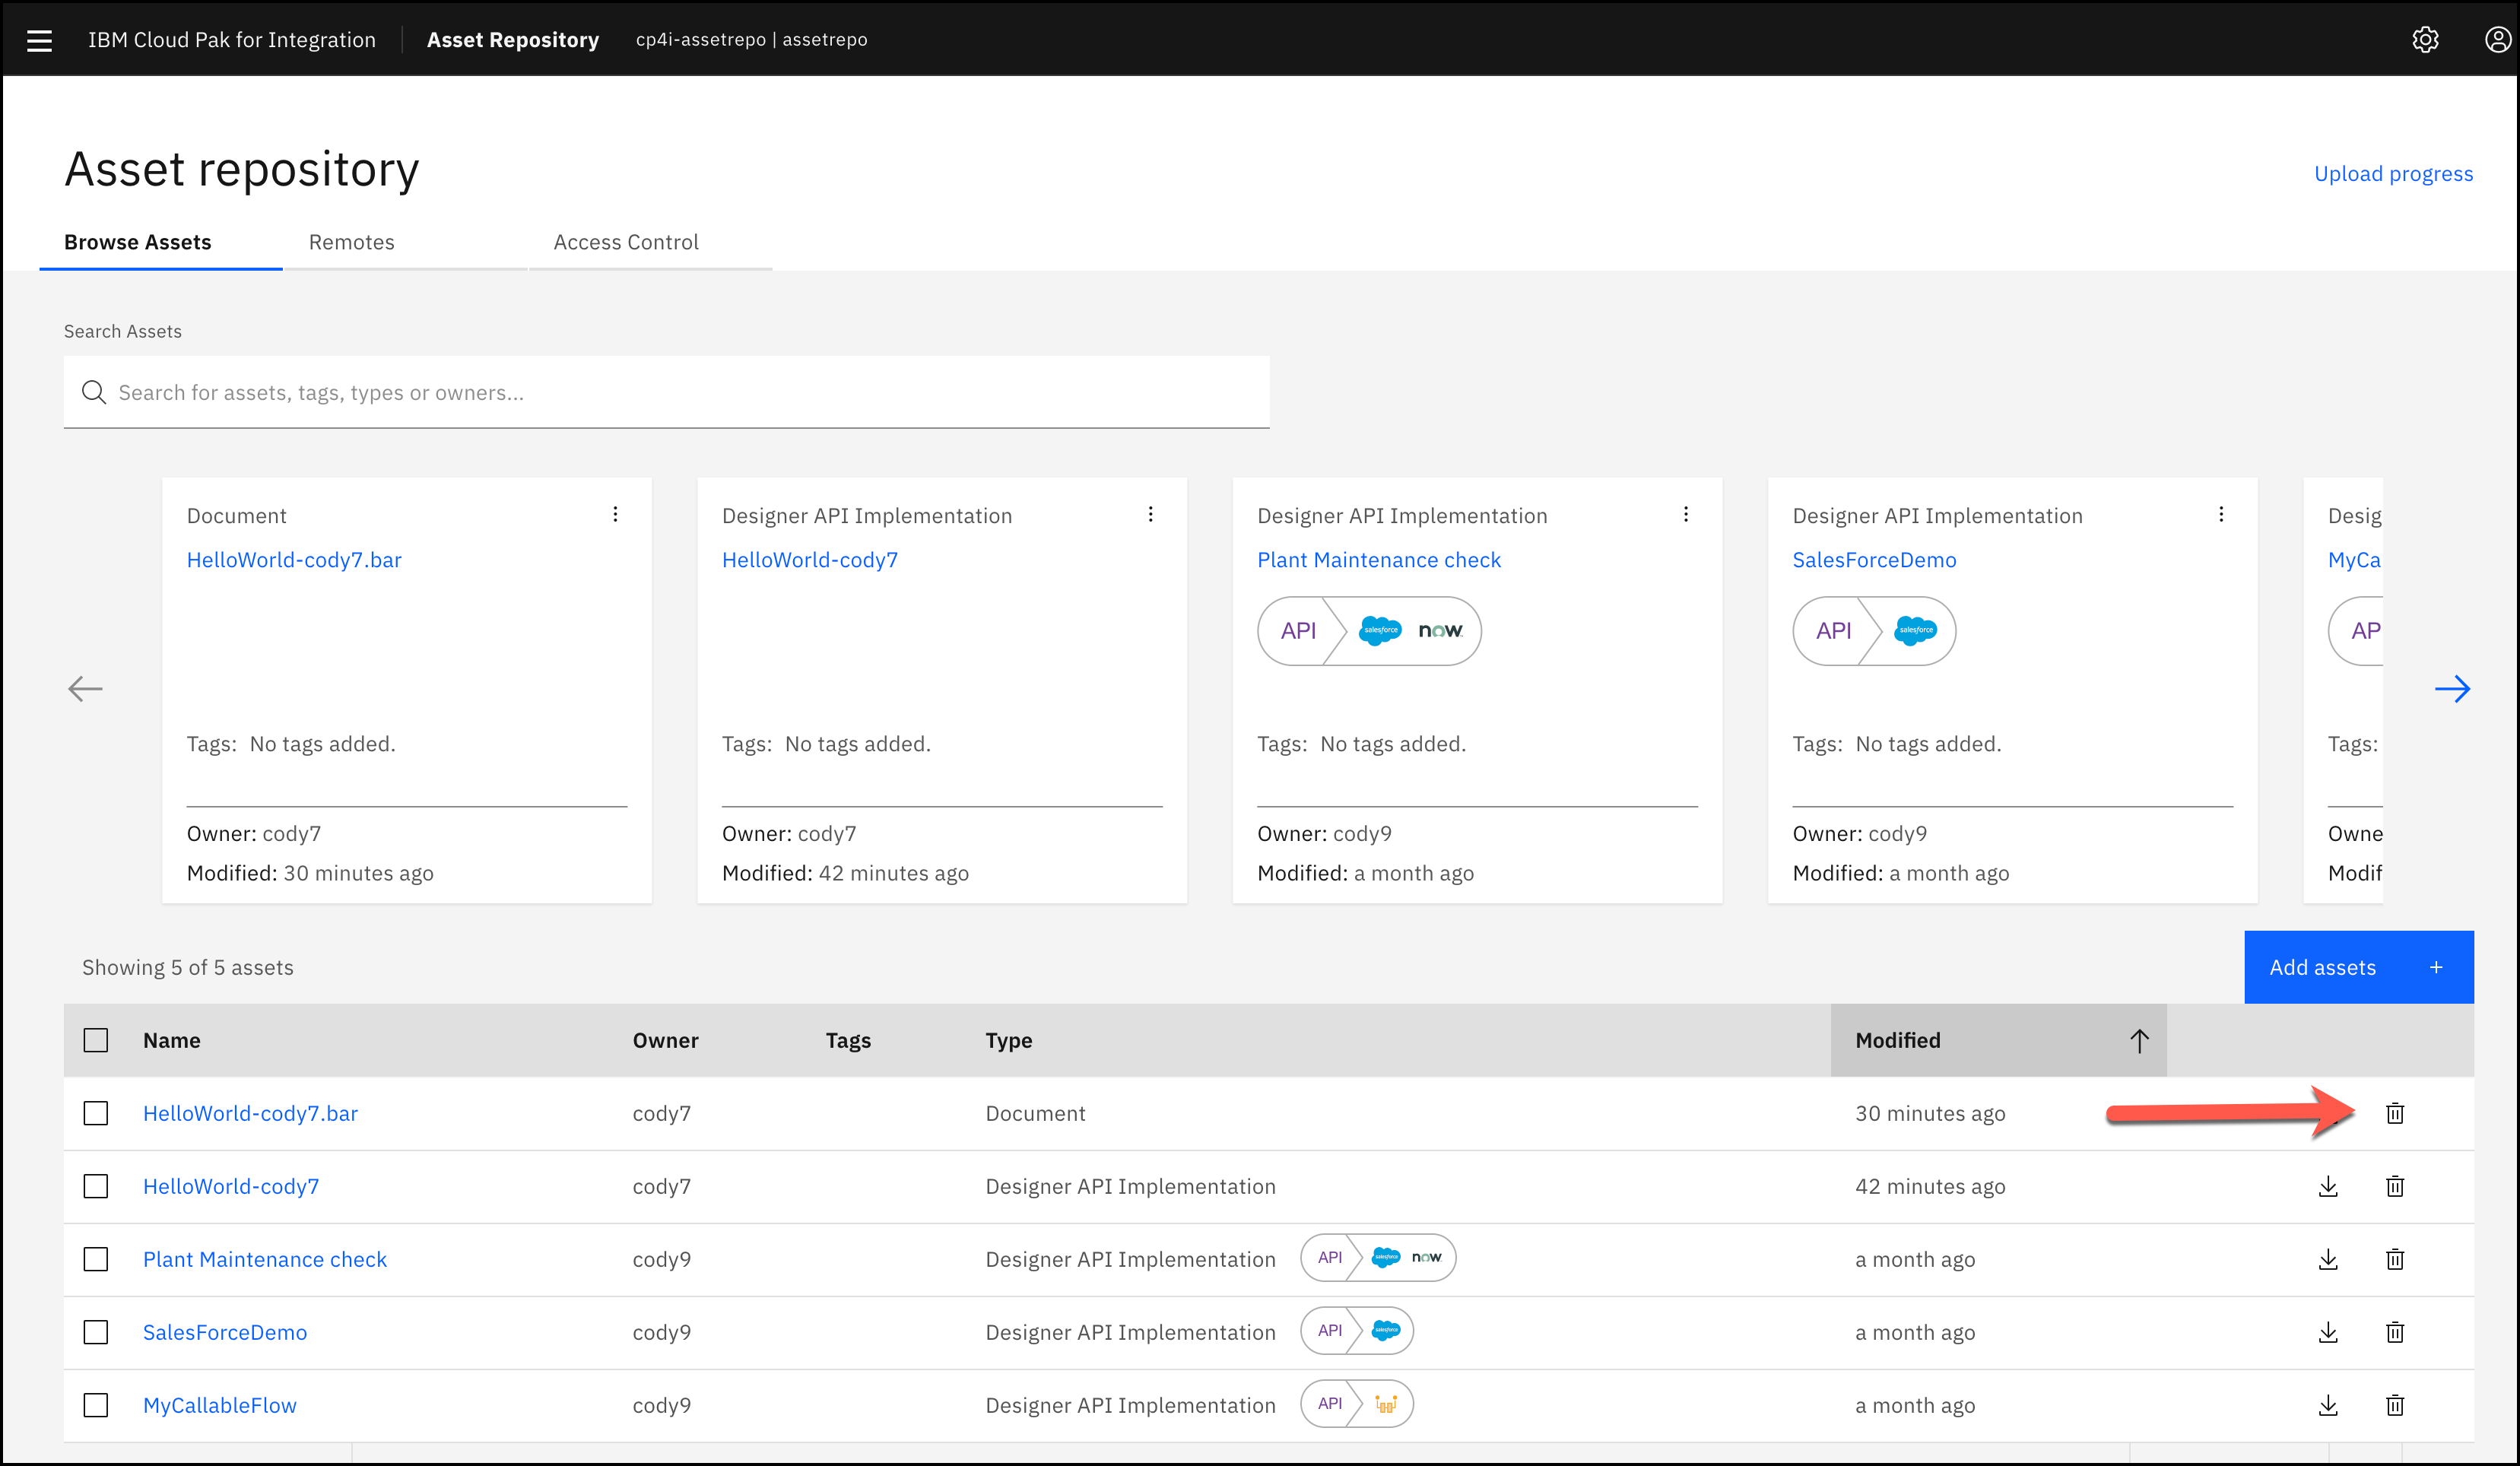 IBM Cloud Pak for Integration Asset Repository cp4i-assetrepo | assetrepo
Asset repository
Upload progress
Browse Assets Remotes Access Control
Search Assets
Search for assets, tags, types or owners...
Document
HelloWorld-cody7.bar
Tags: No tags added.
Owner: cody7
Modified: 30 minutes ago
Designer API Implementation
HelloWorld-cody7
Tags: No tags added.
Owner: cody7
Modified: 42 minutes ago
Designer API Implementation
Plant Maintenance check
API salesforce now
Tags: No tags added.
Owner: cody9
Modified: a month ago
Designer API Implementation
SalesForceDemo
API salesforce
Tags: No tags added.
Owner: cody9
Modified: a month ago
Desig
MyCa
AP
Tags:
Owne
Modif
Showing 5 of 5 assets
Add assets +
Name Owner Tags Type Modified
HelloWorld-cody7.bar cody7 Document 30 minutes ago
HelloWorld-cody7 cody7 Designer API Implementation 42 minutes ago
Plant Maintenance check cody9 Designer API Implementation API salesforce now a month ago
SalesForceDemo cody9 Designer API Implementation API salesforce a month ago
MyCallableFlow cody9 Designer API Implementation API a month ago